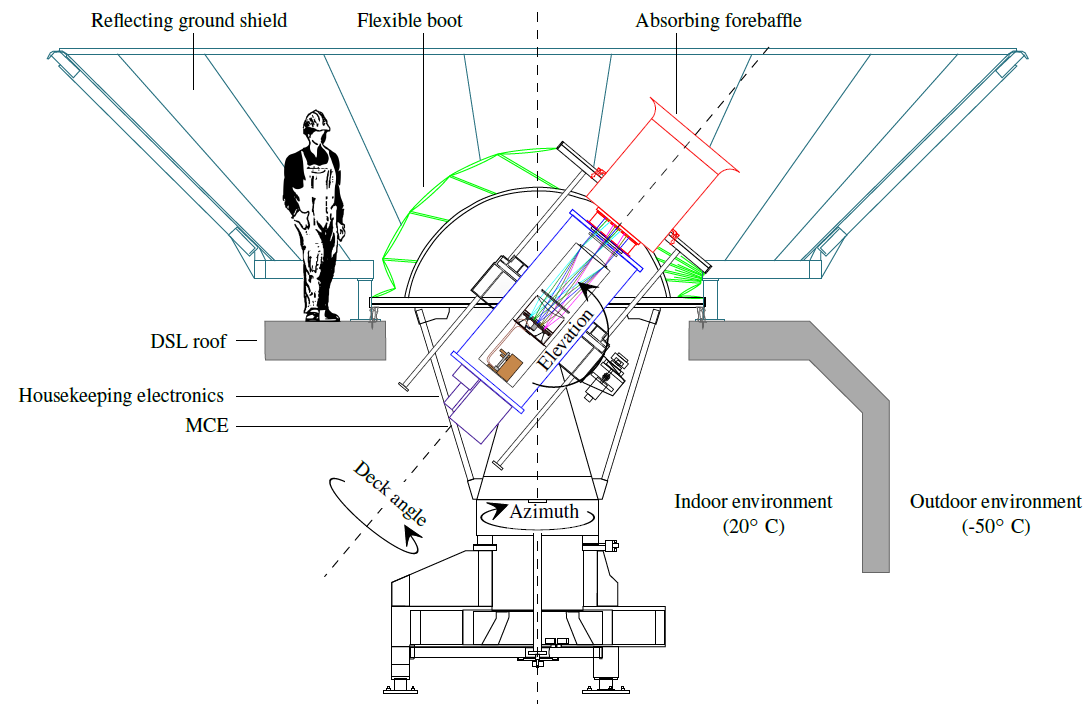 Reflecting ground shield
Flexible boot
Absorbing forebaffle
DSL roof
Elevation
Housekeeping electronics
MCE
Deck angle
Azimuth
Indoor environment
(20° C)
Outdoor environment
(-50° C)